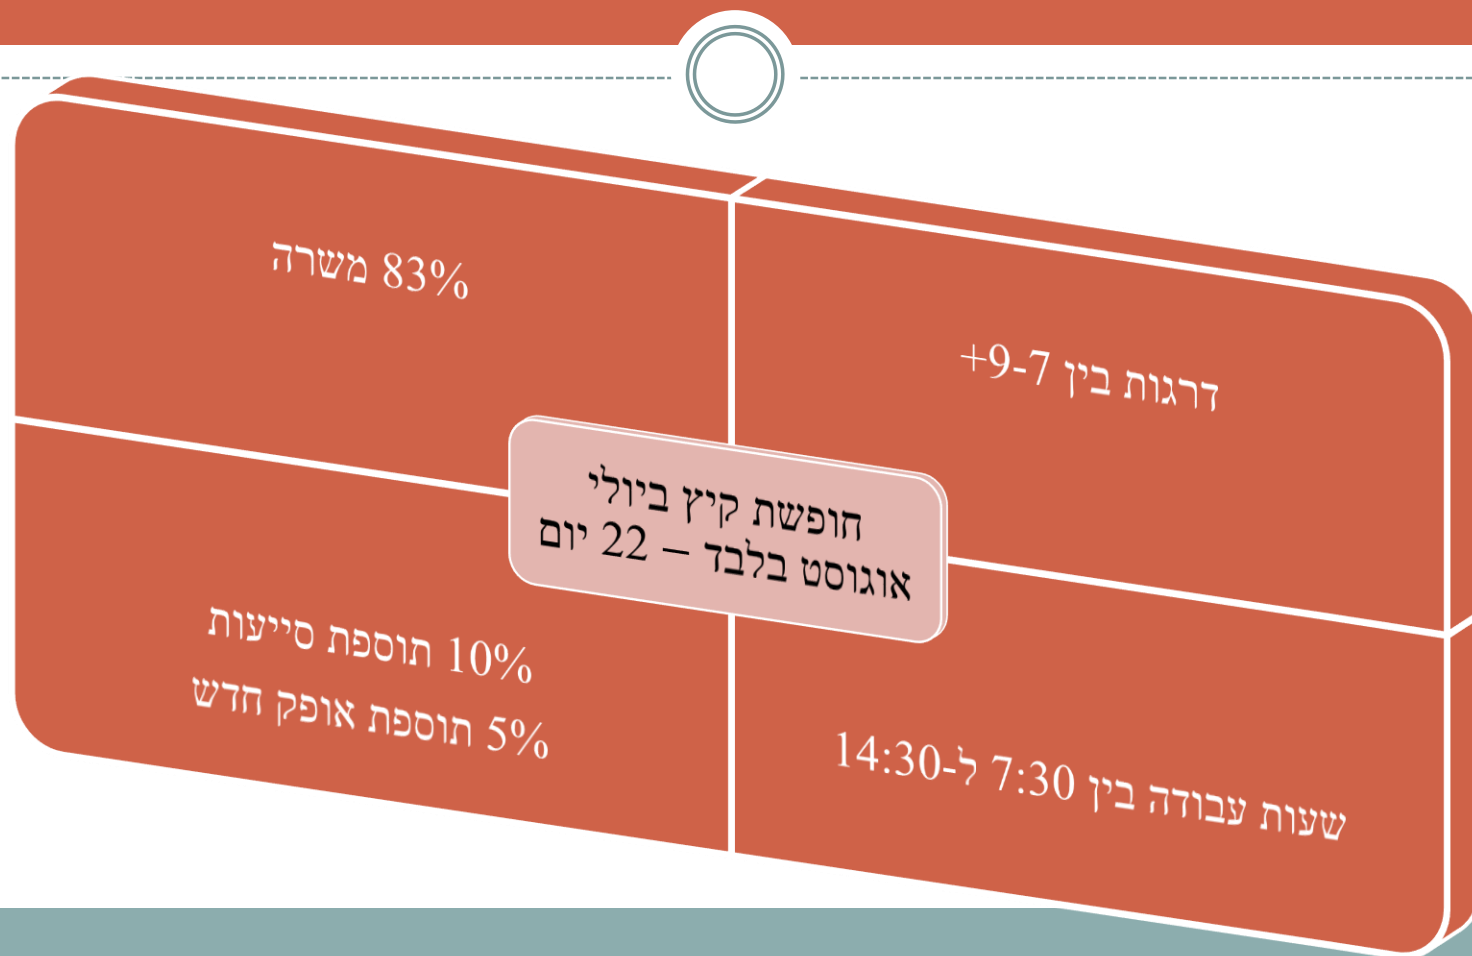 דרגות בין 9-7+
83% משרה
חופשת קיץ ביולי
אוגוסט בלבד – 22 יום
שעות עבודה בין 7:30 ל-14:30
10% תוספת סייעות
5% תוספת אופק חדש